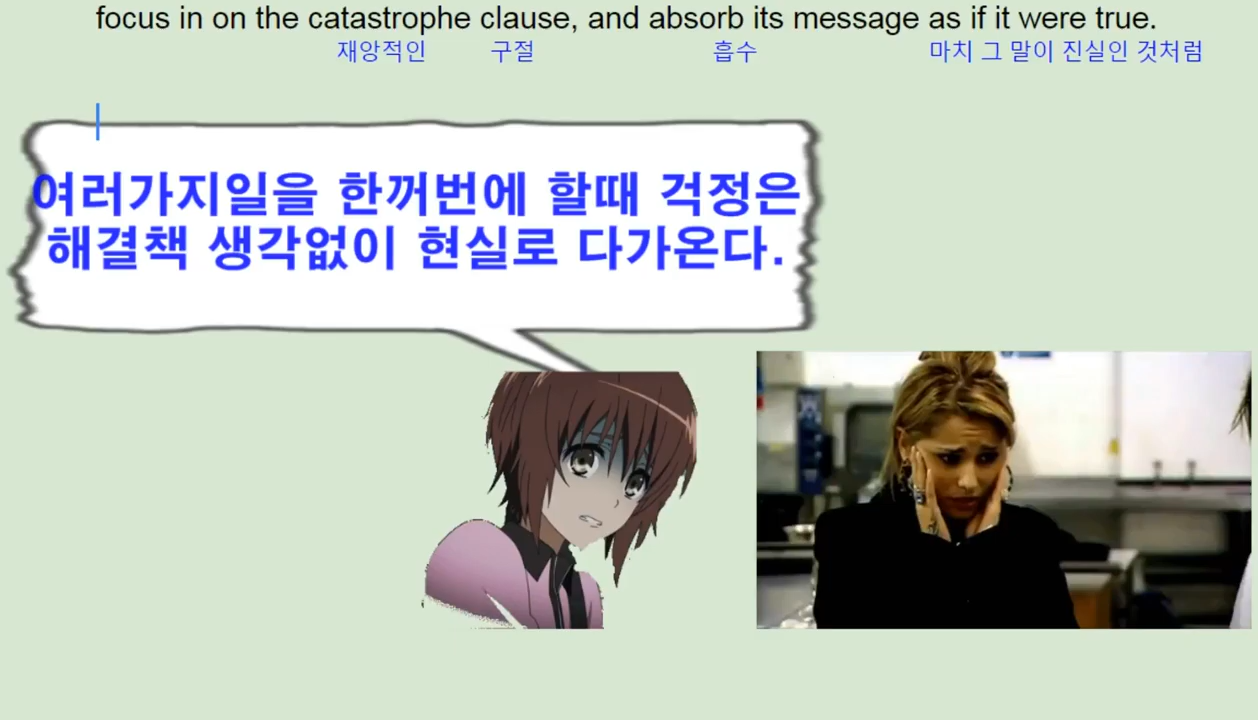 focus in on the catastrophe clause, and absorb its message as if it were true.
재앙적인 구절 흡수 마치 그 말이 진실인 것처럼
여러가지일을 한꺼번에 할때 걱정은
해결책 생각없이 현실로 다가온다.